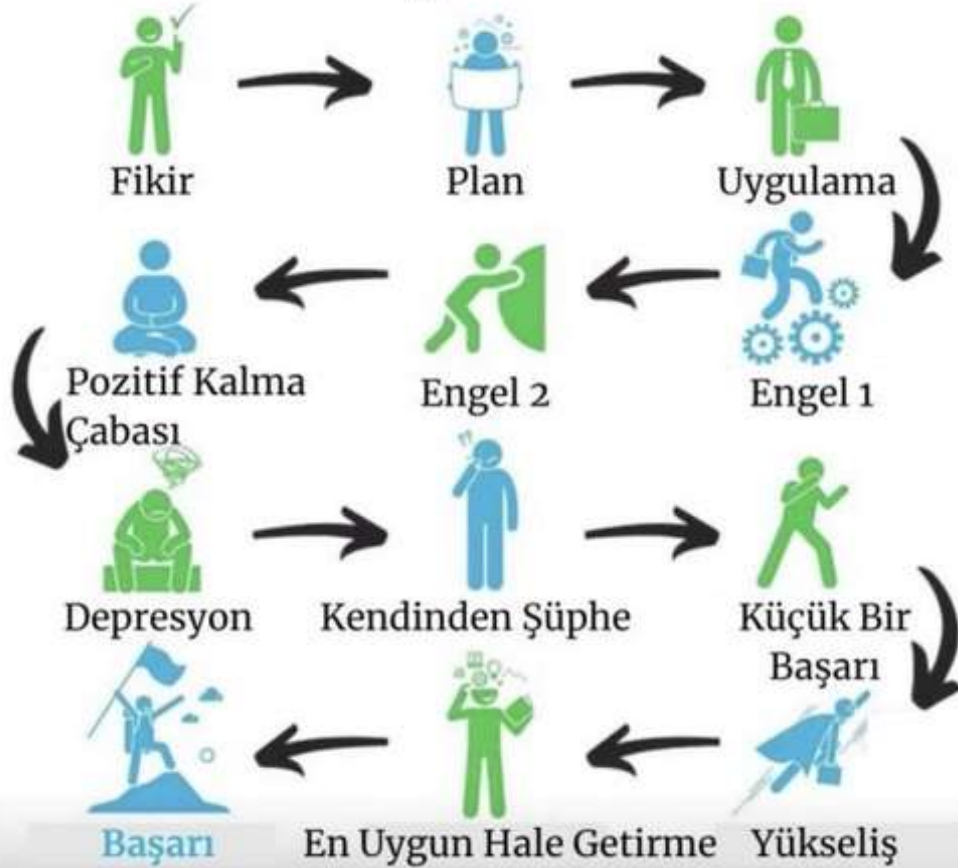 Fikir
Plan
Uygulama
Pozitif Kalma
Çabası
Engel 2
Engel 1
Depresyon
Kendinden Şüphe
Küçük Bir
Başarı
Başarı
En Uygun Hale Getirme
Yükseliş